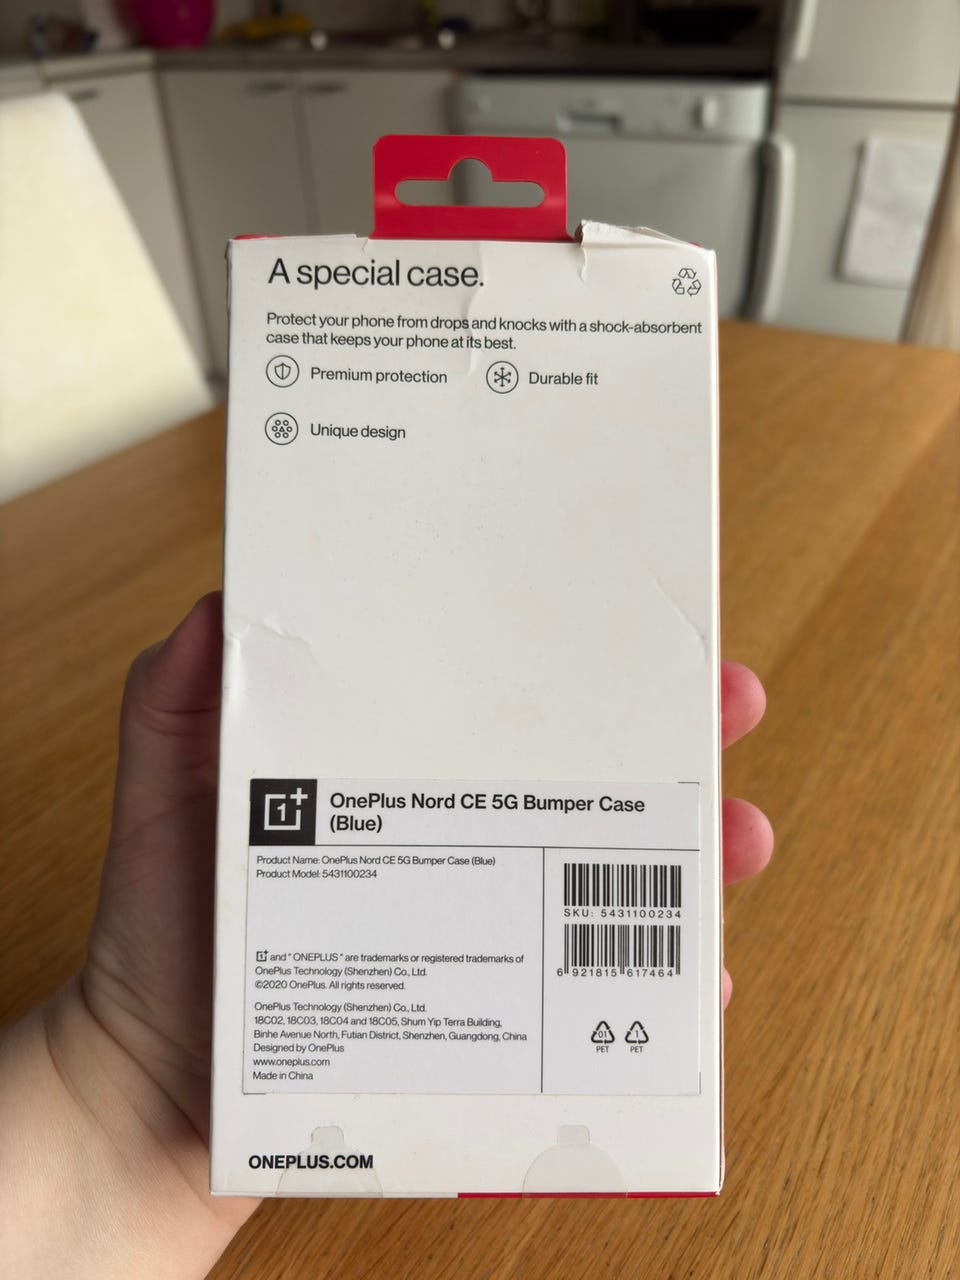 A special case.
Protect your phone from drops and knocks with a shock-absorbent
case that keeps your phone at its best.
Premium protection
Durable fit
Unique design
1+
OnePlus Nord CE 5G Bumper Case
(Blue)
Product Name: OnePlus Nord CE 5G Bumper Case (Blue)
Product Model: 5431100234
SKU: 5431100234
6 921815 617464
1+ and " ONEPLUS " are trademarks or registered trademarks of
OnePlus Technology (Shenzhen) Co., Ltd.
©2020 OnePlus. All rights reserved.
OnePlus Technology (Shenzhen) Co., Ltd.
18C02, 18C03, 18C04 and 18C05, Shum Yip Terra Building,
Binhe Avenue North, Futian District, Shenzhen, Guangdong, China
Designed by OnePlus
www.oneplus.com
Made in China
01
PET
1
PET
ONEPLUS.COM